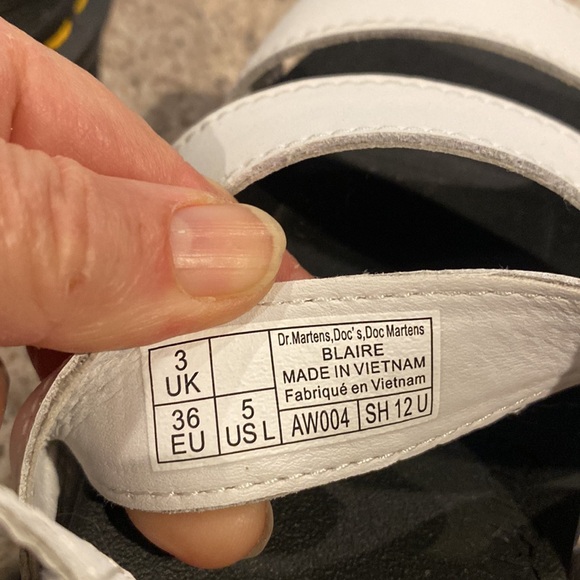 3
UK
36
EU
5
US L
Dr.Martens,Doc's,Doc Martens
BLAIRE
MADE IN VIETNAM
Fabriqué en Vietnam
AW004
SH 12 U